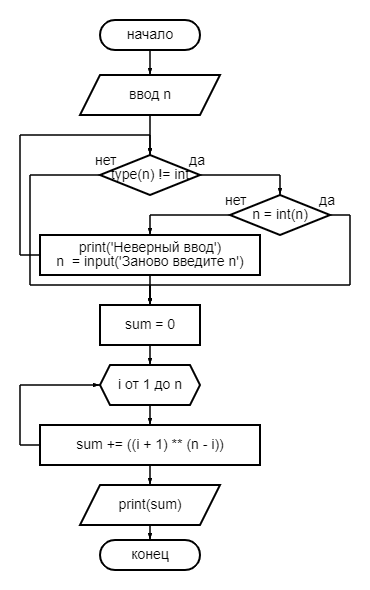 начало
ввод n
нет
да
type(n) != int
нет
да
n = int(n)
print('Неверный ввод')
n  = input('Заново введите n')
sum = 0
i от 1 до n
sum += ((i + 1) ** (n - i))
print(sum)
конец